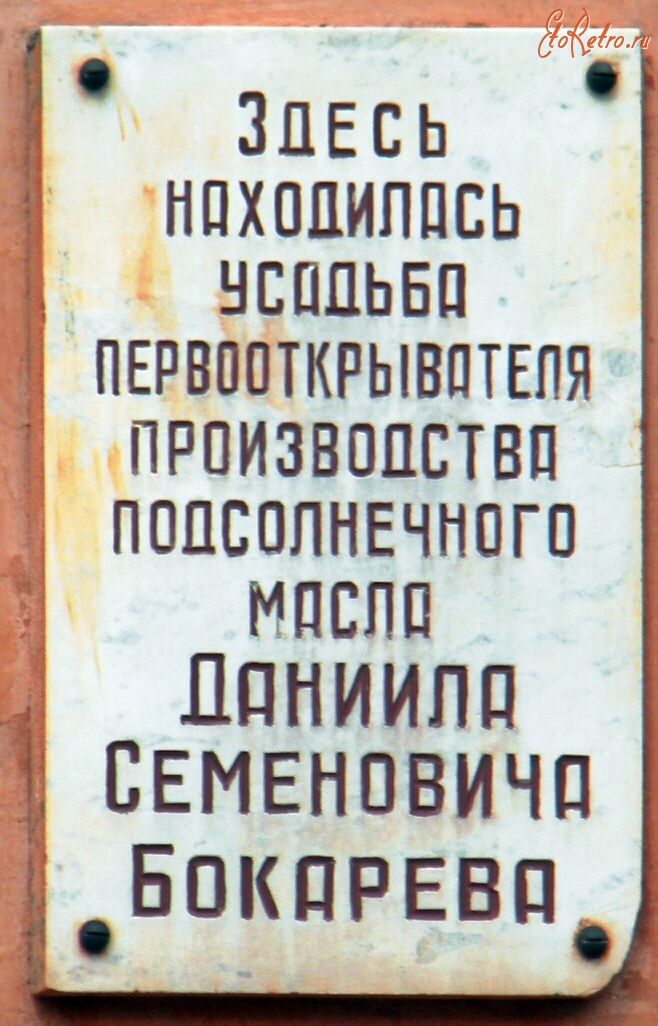 EtoRetro.ru
Здесь
находилась
усадьба
первооткрывателя
производства
подсолнечного
масла
Даниила
Семеновича
Бокарева